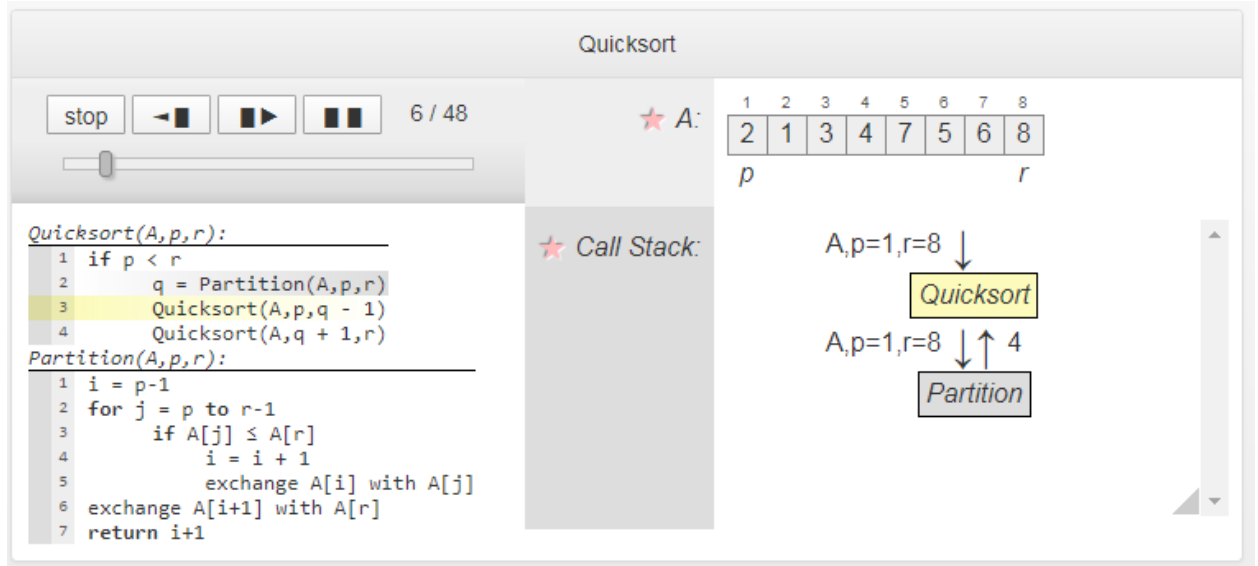 Quicksort
stop 6 / 48
A:
1 2 3 4 5 6 7 8
2 1 3 4 7 5 6 8
p r
Quicksort(A,p,r):
1 if p < r
2 q = Partition(A,p,r)
3 Quicksort(A,p,q - 1)
4 Quicksort(A,q + 1,r)
Partition(A,p,r):
1 i = p-1
2 for j = p to r-1
3 if A[j] ≤ A[r]
4 i = i + 1
5 exchange A[i] with A[j]
6 exchange A[i+1] with A[r]
7 return i+1
Call Stack:
A,p=1,r=8 ↓
Quicksort
A,p=1,r=8 ↓↑ 4
Partition